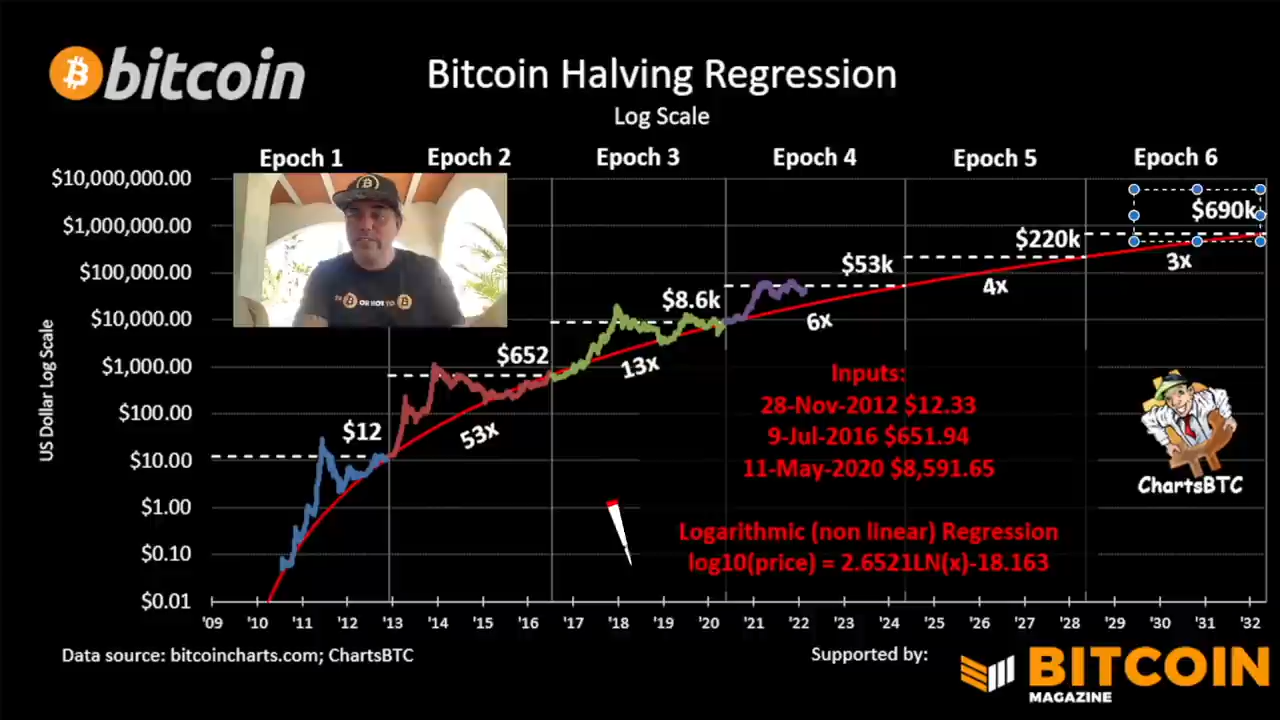 bitcoin
Bitcoin Halving Regression
Log Scale
Epoch 1
Epoch 2
Epoch 3
Epoch 4
Epoch 5
Epoch 6
$10,000,000.00
$1,000,000.00
$100,000.00
$10,000.00
$1,000.00
$100.00
$10.00
$1.00
$0.10
$0.01
US Dollar Log Scale
OR NOT TO
$12
$652
$8.6k
$53k
$220k
$690k
53x
13x
6x
4x
3x
Inputs:
28-Nov-2012 $12.33
9-Jul-2016 $651.94
11-May-2020 $8,591.65
Logarithmic (non linear) Regression
log10(price) = 2.6521LN(x)-18.163
ChartsBTC
'09 '10 '11 '12 '13 '14 '15 '16 '17 '18 '19 '20 '21 '22 '23 '24 '25 '26 '27 '28 '29 '30 '31 '32
Data source: bitcoincharts.com; ChartsBTC
Supported by:
BITCOIN
MAGAZINE